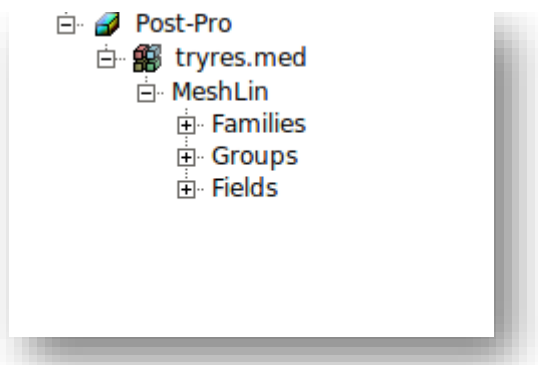 Post-Pro
tryres.med
MeshLin
Families
Groups
Fields